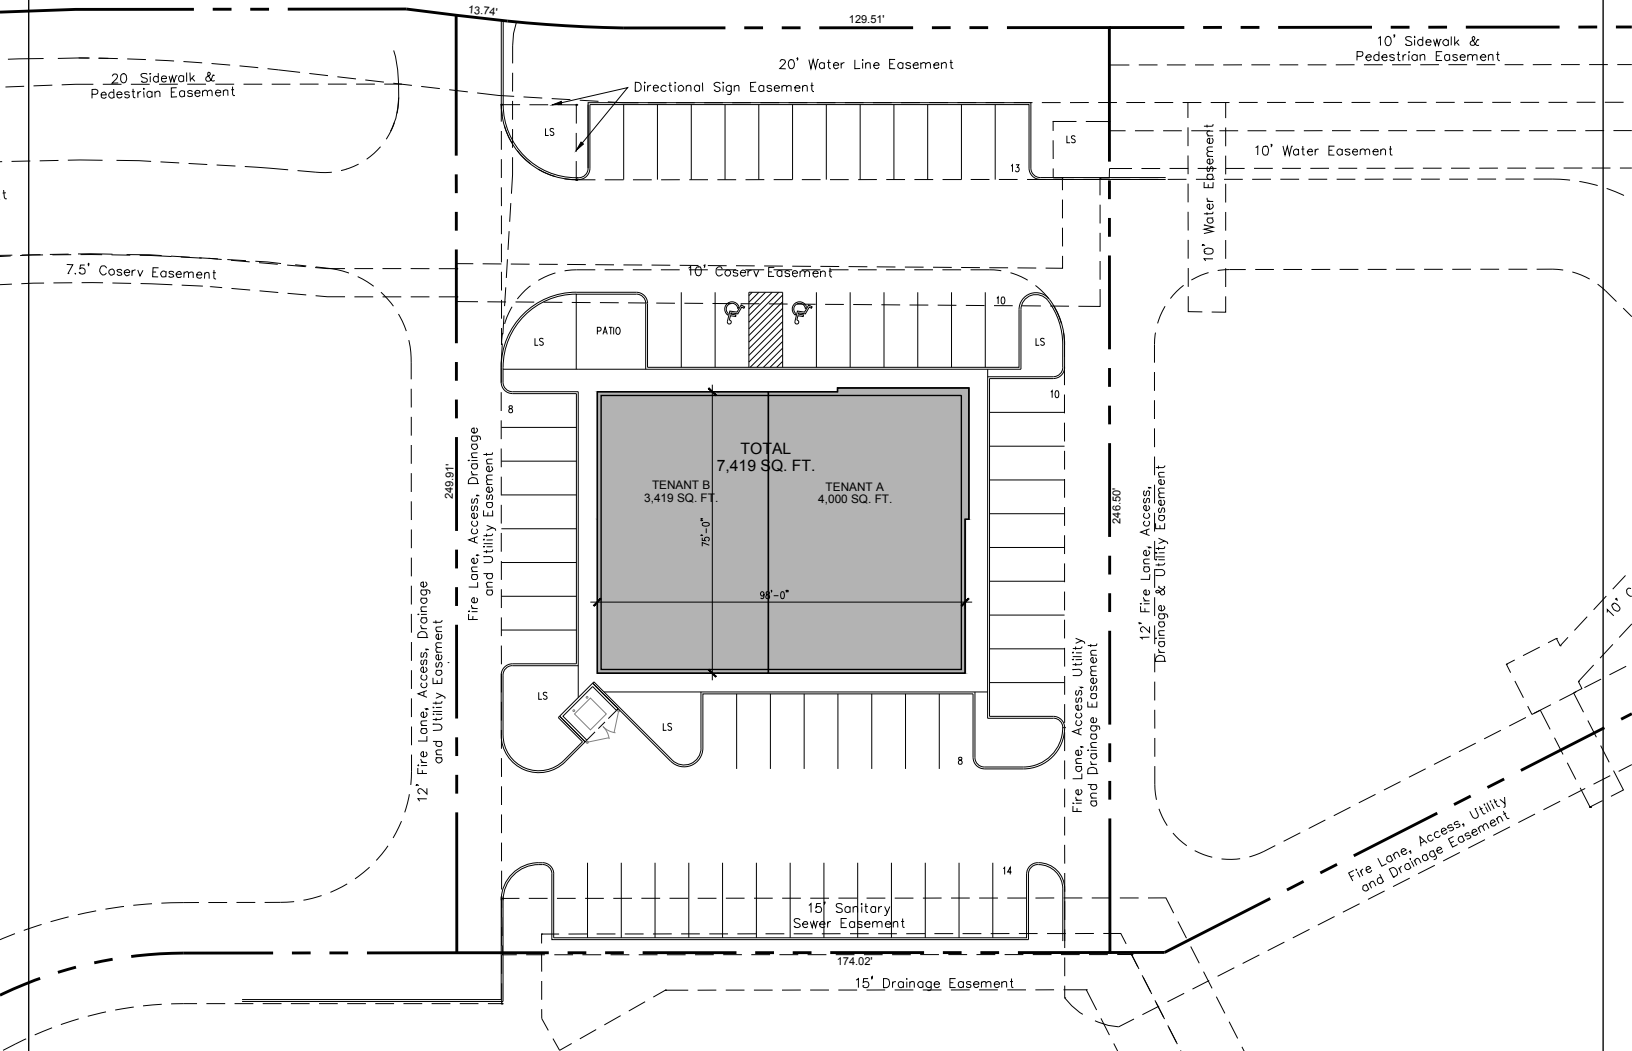 13.74'
129.51'
20' Water Line Easement
10' Sidewalk &
Pedestrian Easement
20 Sidewalk &
Pedestrian Easement
Directional Sign Easement
LS
LS
13
10' Water Easement
10' Water Easement
t
7.5' Coserv Easement
10' Coserv Easement
10
PATIO
LS
LS
8
10
TOTAL
7,419 SQ. FT.
TENANT B
3,419 SQ. FT.
TENANT A
4,000 SQ. FT.
75'-0"
98'-0"
249.91'
Fire Lane, Access, Drainage
and Utility Easement
246.50'
12' Fire Lane, Access,
Drainage & Utility Easement
12' Fire Lane, Access, Drainage
and Utility Easement
Fire Lane, Access, Utility
and Drainage Easement
10' C
LS
LS
8
Fire Lane, Access, Utility
and Drainage Easement
14
15' Sanitary
Sewer Easement
174.02'
15' Drainage Easement